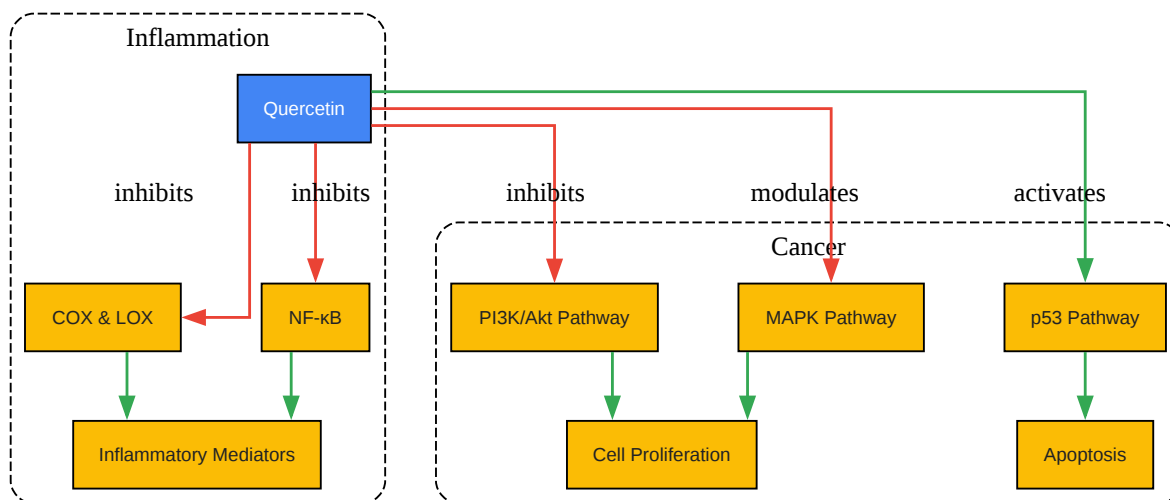 Inflammation
Quercetin
inhibits
inhibits
inhibits
modulates
activates
Cancer
COX & LOX
NF-κB
PI3K/Akt Pathway
MAPK Pathway
p53 Pathway
Inflammatory Mediators
Cell Proliferation
Apoptosis